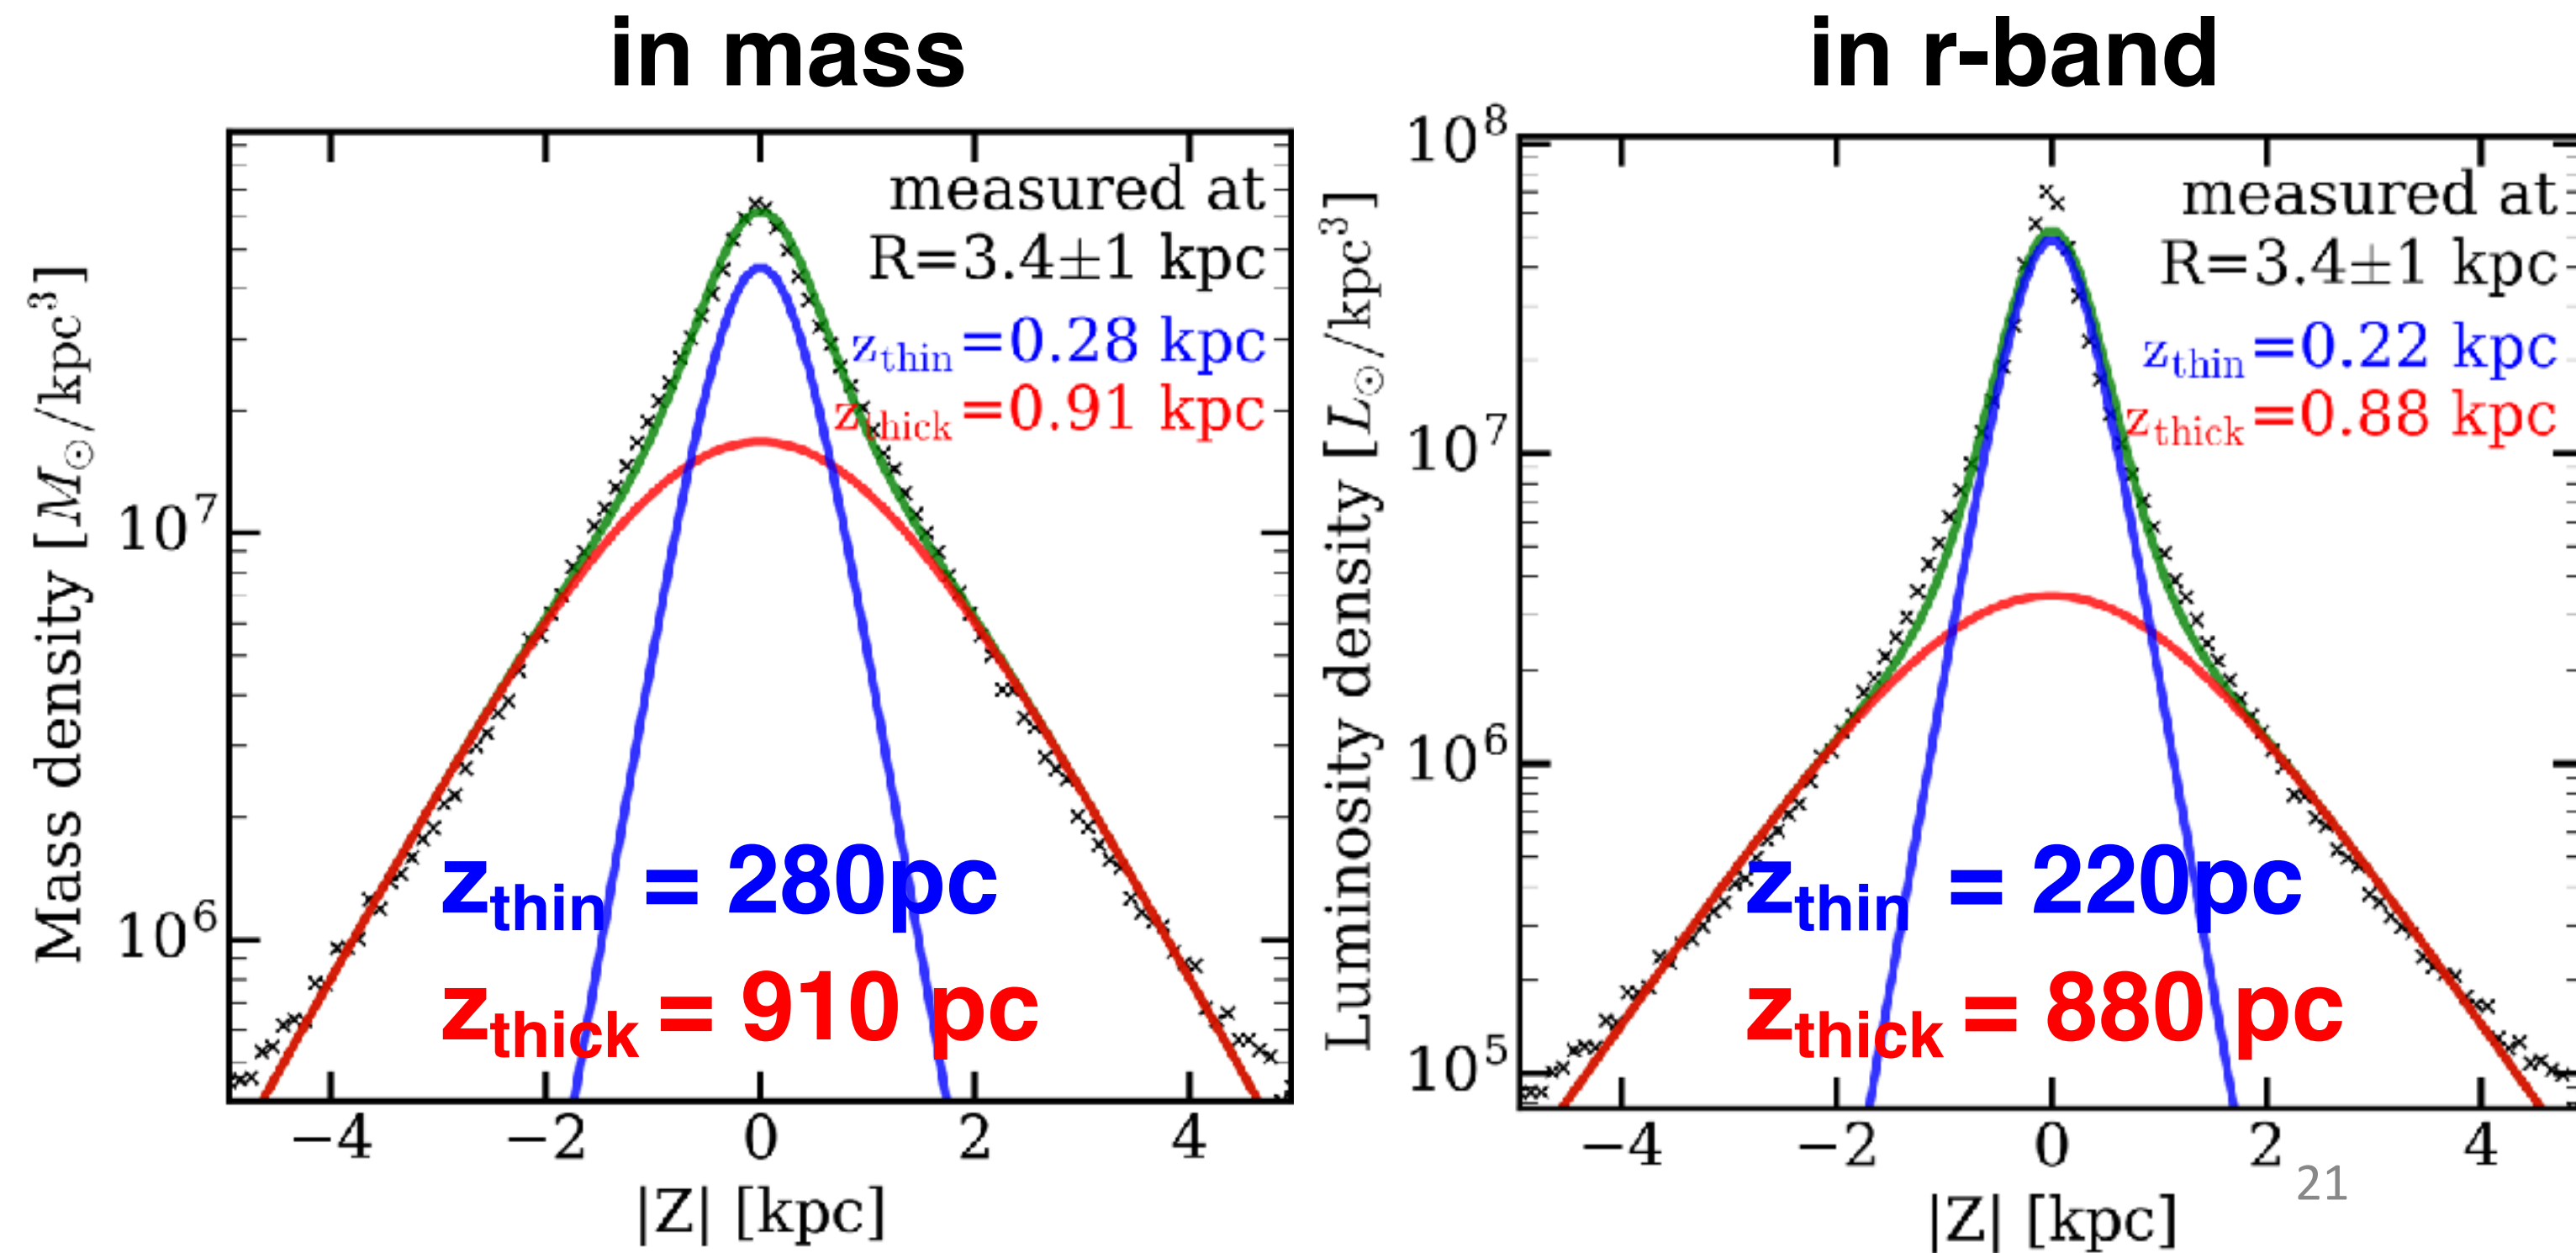 in mass
measured at
R=3.4±1 kpc
z_thin=0.28 kpc
z_thick=0.91 kpc
Mass density [M⊙/kpc³]
10⁷
10⁶
z_thin = 280pc
z_thick = 910 pc
−4 −2 0 2 4
|Z| [kpc]
in r-band
measured at
R=3.4±1 kpc
z_thin=0.22 kpc
z_thick=0.88 kpc
Luminosity density [L⊙/kpc³]
10⁸
10⁷
10⁶
10⁵
z_thin = 220pc
z_thick = 880 pc
−4 −2 0 2 4
|Z| [kpc]
21